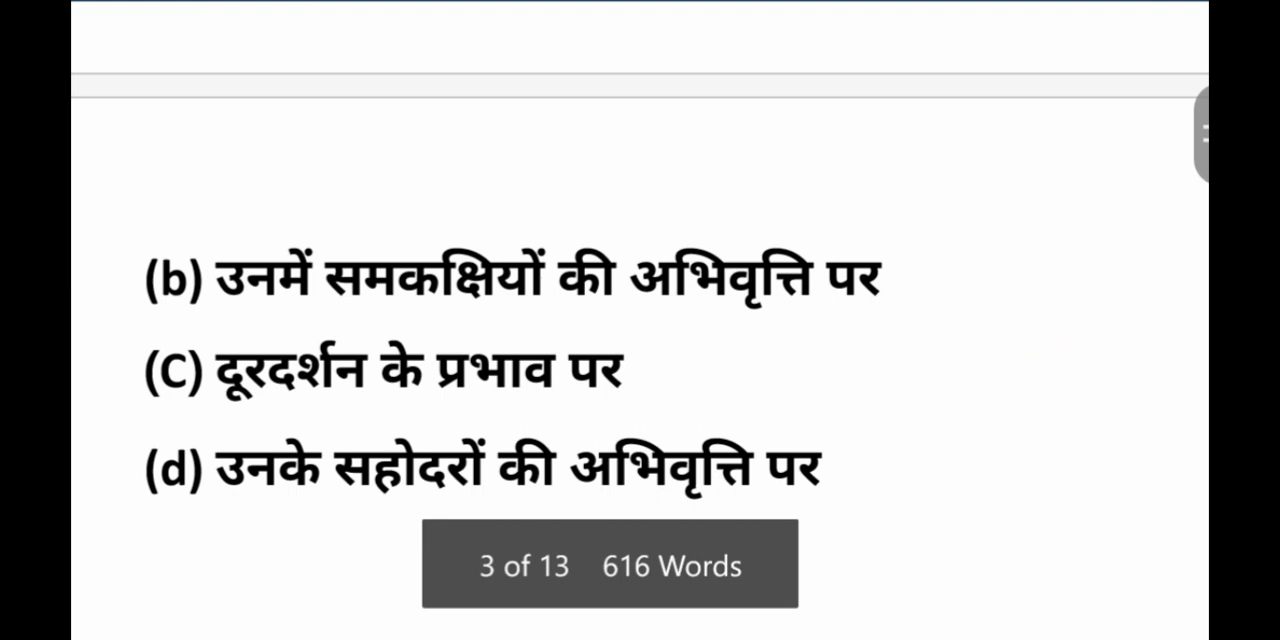 (b) उनमें समकक्षियों की अभिवृत्ति पर
(C) दूरदर्शन के प्रभाव पर
(d) उनके सहोदरों की अभिवृत्ति पर
3 of 13 616 Words